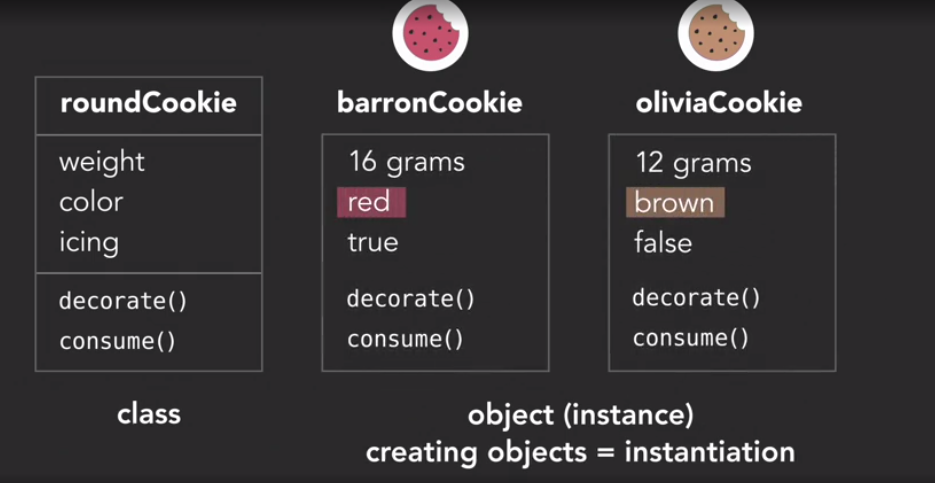 roundCookie
weight
color
icing
decorate()
consume()
class
barronCookie
16 grams
red
true
decorate()
consume()
oliviaCookie
12 grams
brown
false
decorate()
consume()
object (instance)
creating objects = instantiation